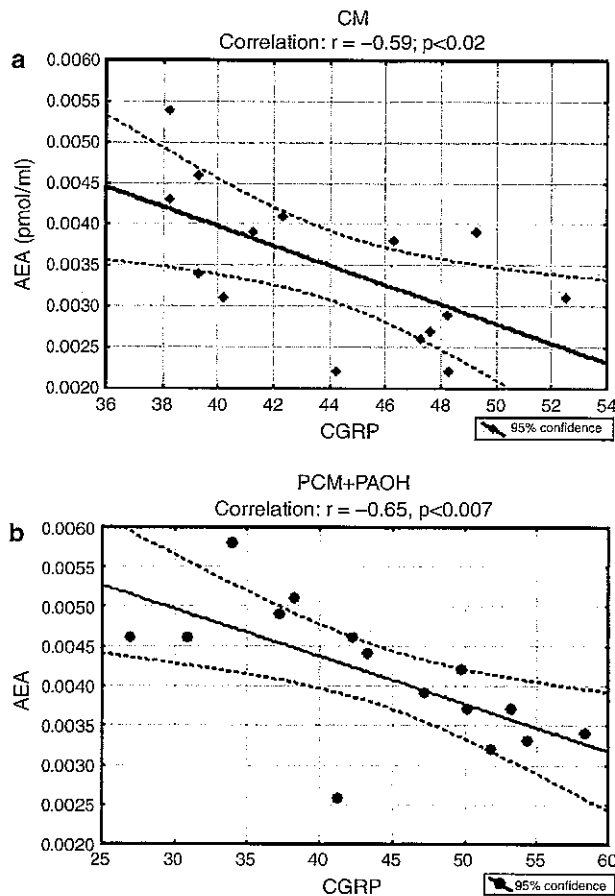 CM
Correlation: r = −0.59; p<0.02
a
0.0060
0.0055
0.0050
0.0045
0.0040
0.0035
0.0030
0.0025
0.0020
AEA (pmol/ml)
36 38 40 42 44 46 48 50 52 54
CGRP
95% confidence
PCM+PAOH
Correlation: r = −0.65, p<0.007
b
0.0060
0.0055
0.0050
0.0045
0.0040
0.0035
0.0030
0.0025
0.0020
AEA
25 30 35 40 45 50 55 60
CGRP
95% confidence